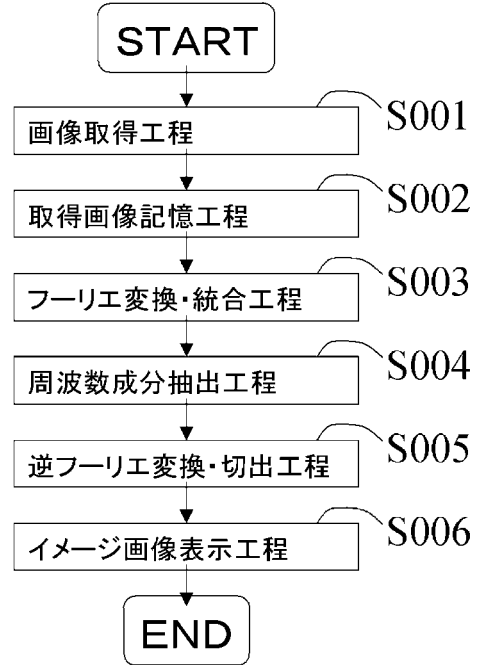 START
画像取得工程
S001
取得画像記憶工程
S002
フーリエ変換・統合工程
S003
周波数成分抽出工程
S004
逆フーリエ変換・切出工程
S005
イメージ画像表示工程
S006
END